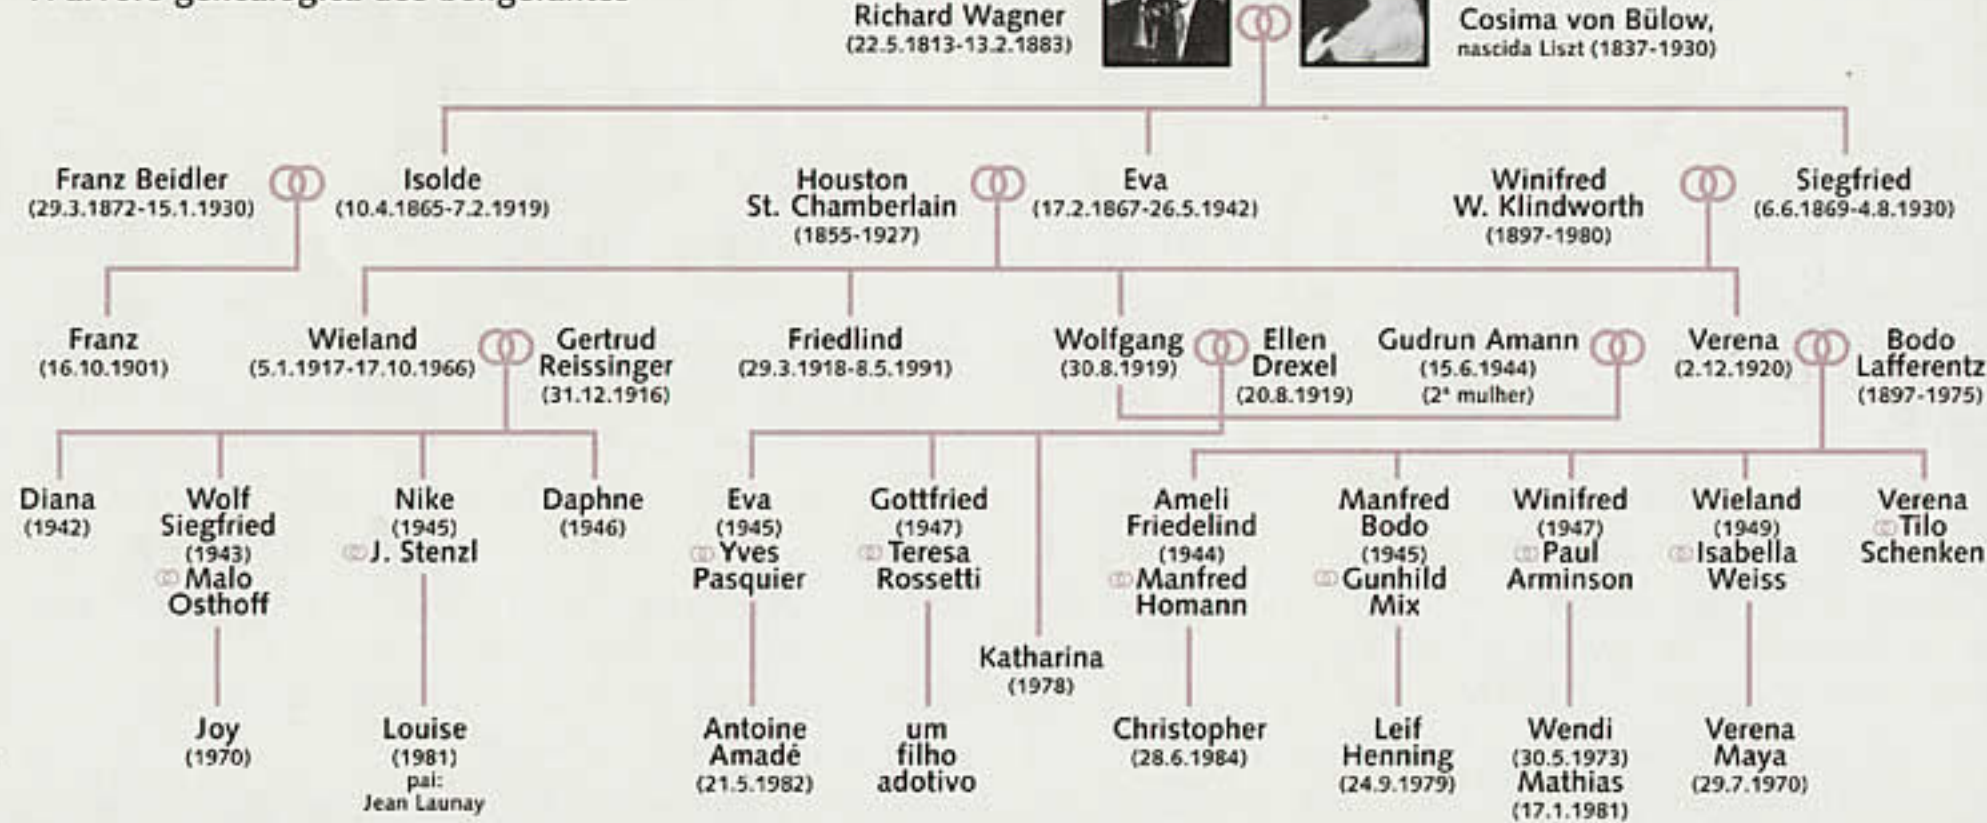 Richard Wagner
(22.5.1813-13.2.1883)
Cosima von Bülow,
nascida Liszt (1837-1930)
Franz Beidler
(29.3.1872-15.1.1930)
Isolde
(10.4.1865-7.2.1919)
Houston
St. Chamberlain
(1855-1927)
Eva
(17.2.1867-26.5.1942)
Winifred
W. Klindworth
(1897-1980)
Siegfried
(6.6.1869-4.8.1930)
Franz
(16.10.1901)
Wieland
(5.1.1917-17.10.1966)
Gertrud
Reissinger
(31.12.1916)
Friedlind
(29.3.1918-8.5.1991)
Wolfgang
(30.8.1919)
Ellen
Drexel
(20.8.1919)
Gudrun Amann
(15.6.1944)
(2ª mulher)
Verena
(2.12.1920)
Bodo
Lafferentz
(1897-1975)
Diana
(1942)
Wolf
Siegfried
(1943)
Malo
Osthoff
Nike
(1945)
J. Stenzl
Daphne
(1946)
Eva
(1945)
Yves
Pasquier
Gottfried
(1947)
Teresa
Rossetti
Katharina
(1978)
Ameli
Friedelind
(1944)
Manfred
Homann
Manfred
Bodo
(1945)
Gunhild
Mix
Winifred
(1947)
Paul
Arminson
Wieland
(1949)
Isabella
Weiss
Verena
Tilo
Schenken
Joy
(1970)
Louise
(1981)
pai:
Jean Launay
Antoine
Amadé
(21.5.1982)
um
filho
adotivo
Christopher
(28.6.1984)
Leif
Henning
(24.9.1979)
Wendi
(30.5.1973)
Mathias
(17.1.1981)
Verena
Maya
(29.7.1970)